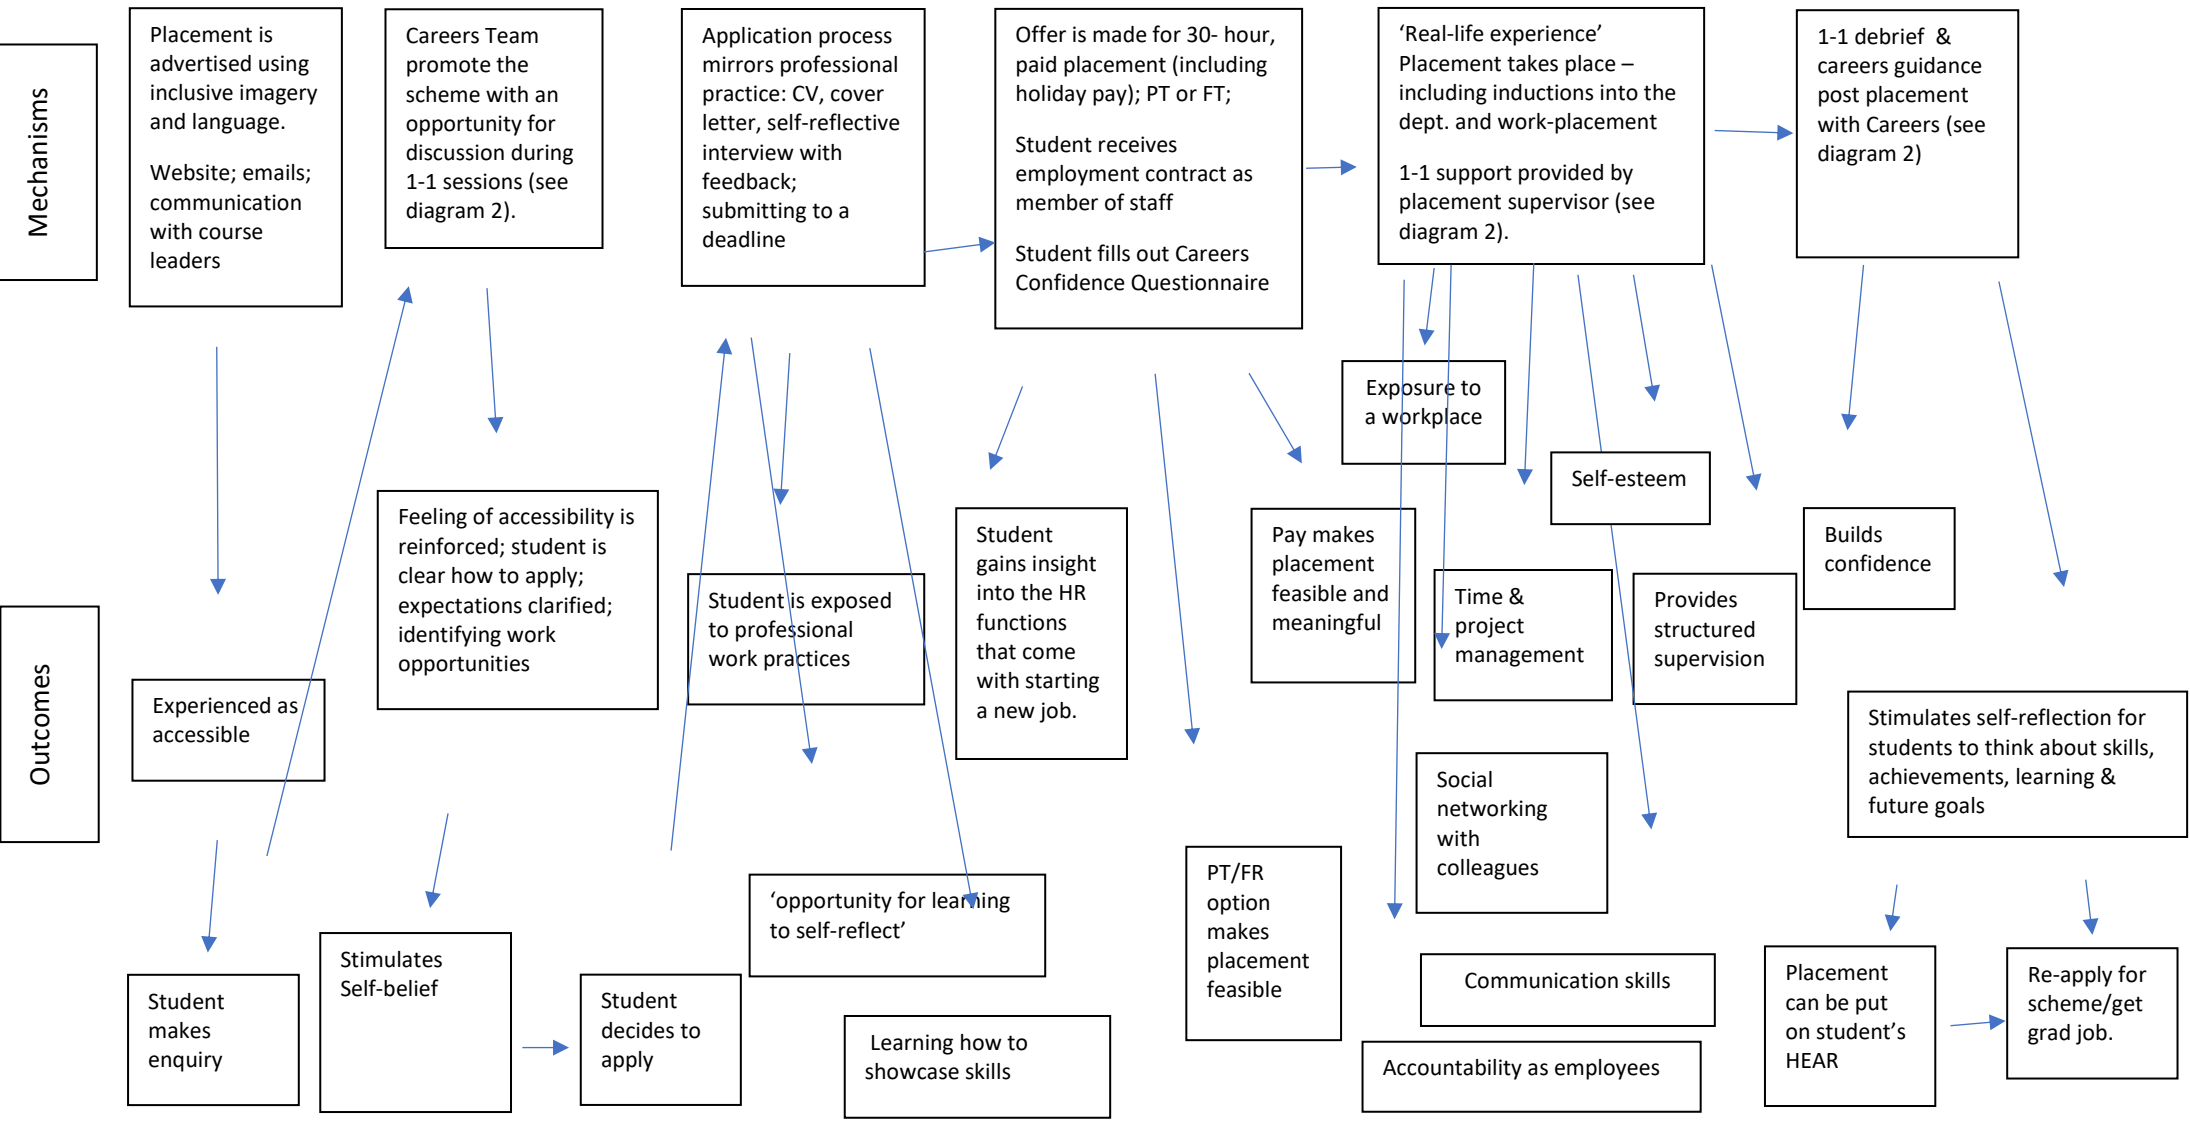 Mechanisms
Placement is
advertised using
inclusive imagery
and language.
Website; emails;
communication
with course
leaders
Careers Team
promote the
scheme with an
opportunity for
discussion during
1-1 sessions (see
diagram 2).
Application process
mirrors professional
practice: CV, cover
letter, self-reflective
interview with
feedback;
submitting to a
deadline
Offer is made for 30- hour,
paid placement (including
holiday pay); PT or FT;
Student receives
employment contract as
member of staff
Student fills out Careers
Confidence Questionnaire
‘Real-life experience’
Placement takes place –
including inductions into the
dept. and work-placement
1-1 support provided by
placement supervisor (see
diagram 2).
1-1 debrief &
careers guidance
post placement
with Careers (see
diagram 2)
Outcomes
Experienced as
accessible
Student
makes
enquiry
Feeling of accessibility is
reinforced; student is
clear how to apply;
expectations clarified;
identifying work
opportunities
Stimulates
Self-belief
Student
decides to
apply
Student is exposed
to professional
work practices
‘opportunity for learning
to self-reflect’
Learning how to
showcase skills
Student
gains insight
into the HR
functions
that come
with starting
a new job.
PT/FR
option
makes
placement
feasible
Pay makes
placement
feasible and
meaningful
Exposure to
a workplace
Self-esteem
Time &
project
management
Provides
structured
supervision
Social
networking
with
colleagues
Communication skills
Accountability as employees
Builds
confidence
Stimulates self-reflection for
students to think about skills,
achievements, learning &
future goals
Placement
can be put
on student’s
HEAR
Re-apply for
scheme/get
grad job.